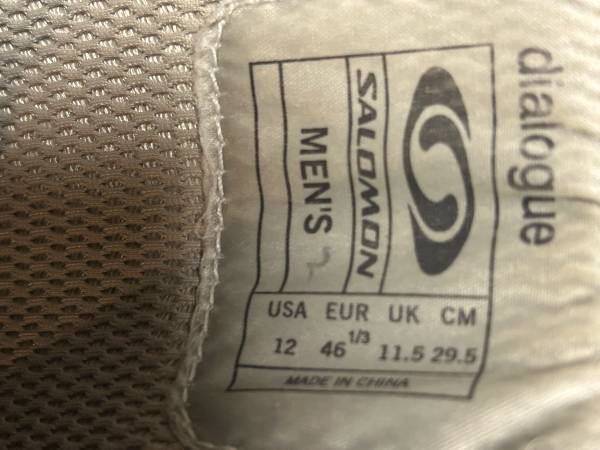 dialogue
SALOMON
MEN'S
USA EUR UK CM
12 46 1/3 11.5 29.5
MADE IN CHINA